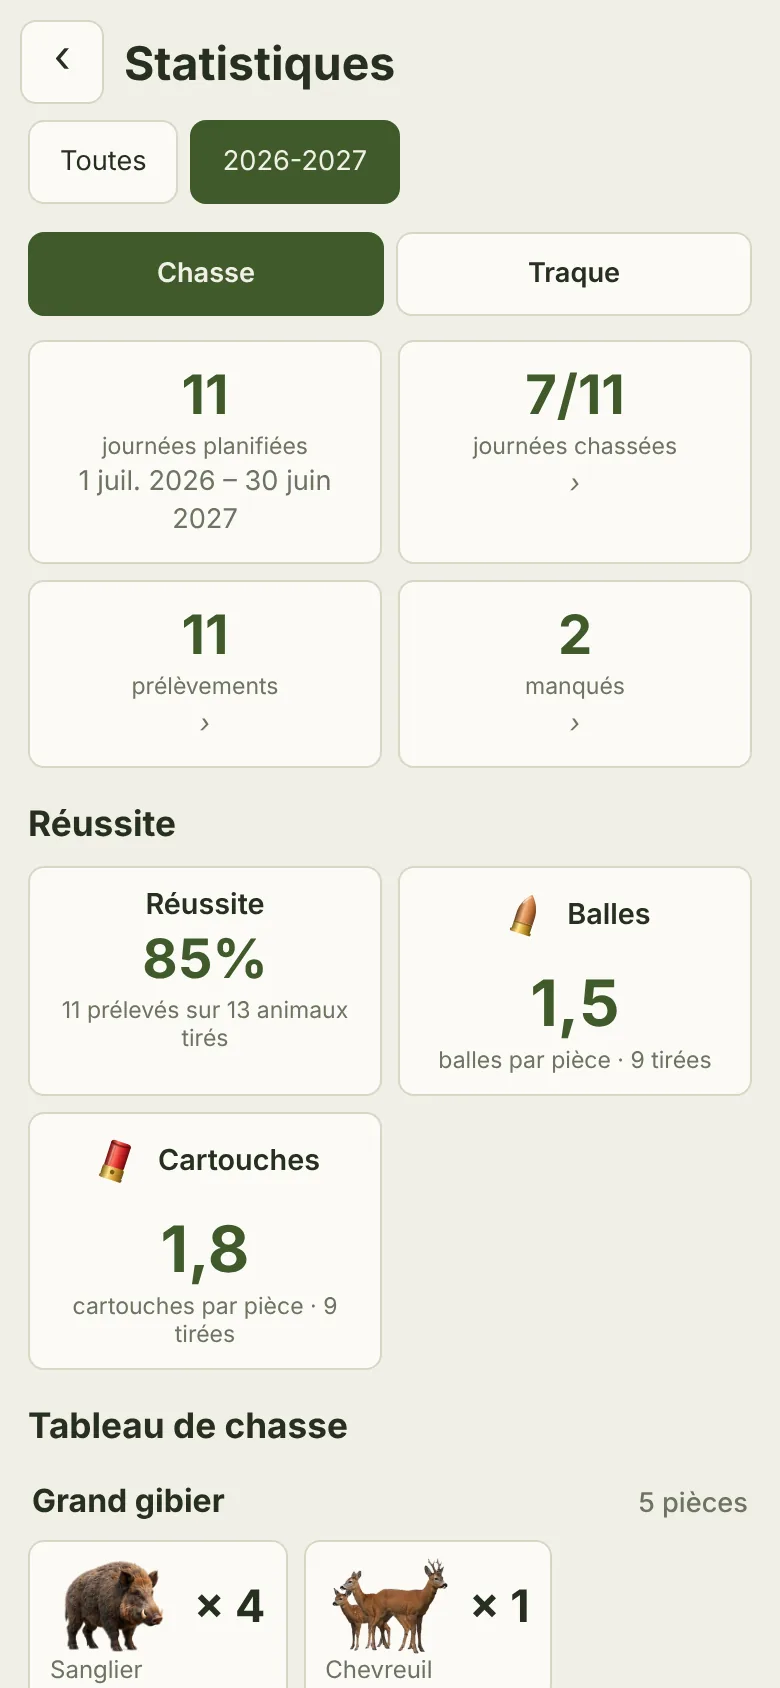 ‹ Statistiques
Toutes 2026-2027
Chasse Traque
11
journées planifiées
1 juil. 2026 – 30 juin
2027
7/11
journées chassées
›
11
prélèvements
›
2
manqués
›
Réussite
Réussite
85%
11 prélevés sur 13 animaux
tirés
Balles
1,5
balles par pièce · 9 tirées
Cartouches
1,8
cartouches par pièce · 9
tirées
Tableau de chasse
Grand gibier 5 pièces
× 4
Sanglier
× 1
Chevreuil